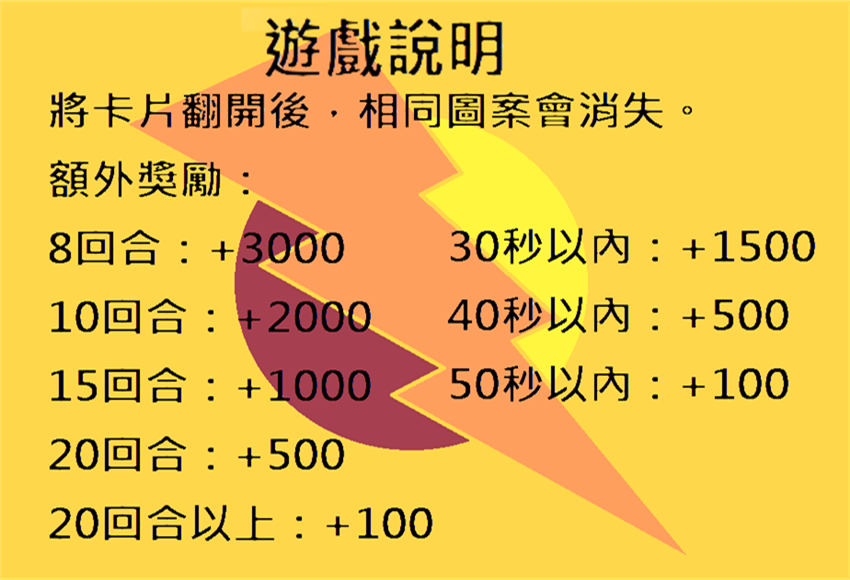 遊戲說明
將卡片翻開後，相同圖案會消失。
額外獎勵：
8回合：+3000 30秒以內：+1500
10回合：+2000 40秒以內：+500
15回合：+1000 50秒以內：+100
20回合：+500
20回合以上：+100